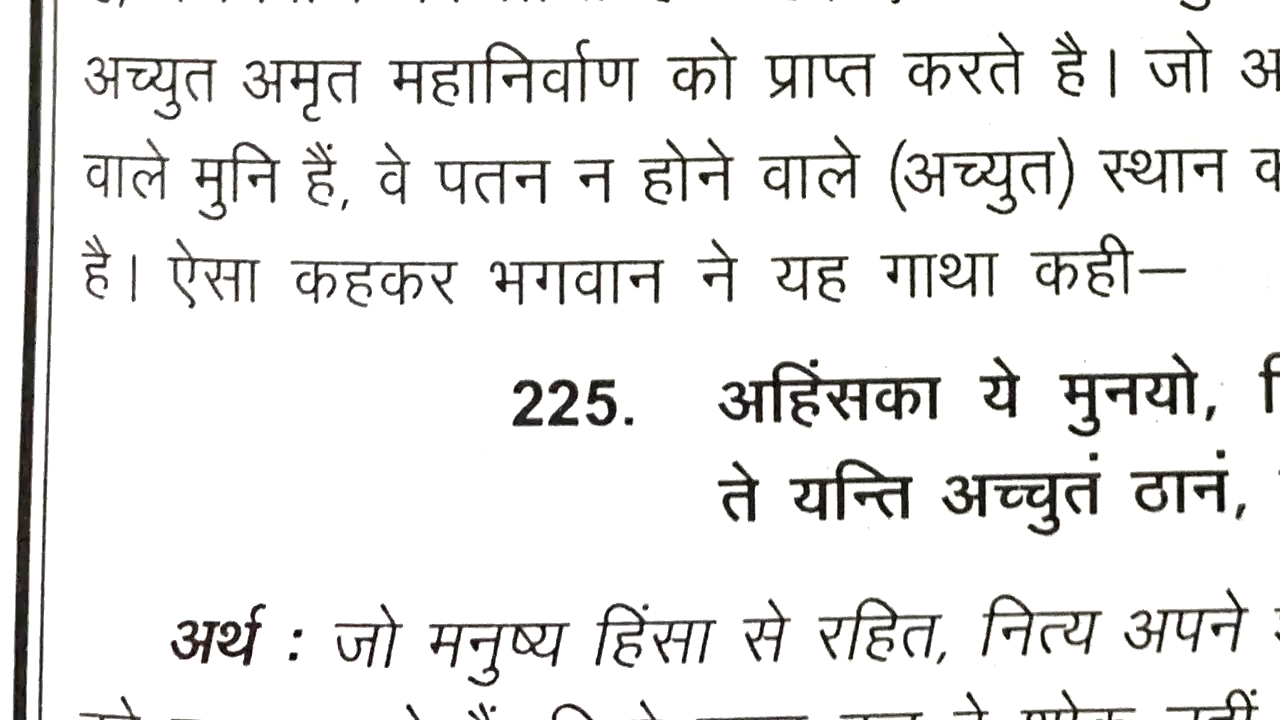 अच्युत अमृत महानिर्वाण को प्राप्त करते है। जो
वाले मुनि हैं, वे पतन न होने वाले (अच्युत) स्थान
है। ऐसा कहकर भगवान ने यह गाथा कही—
225. अहिंसका ये मुनयो,
ते यन्ति अच्चुतं ठानं,
अर्थ : जो मनुष्य हिंसा से रहित, नित्य अपने